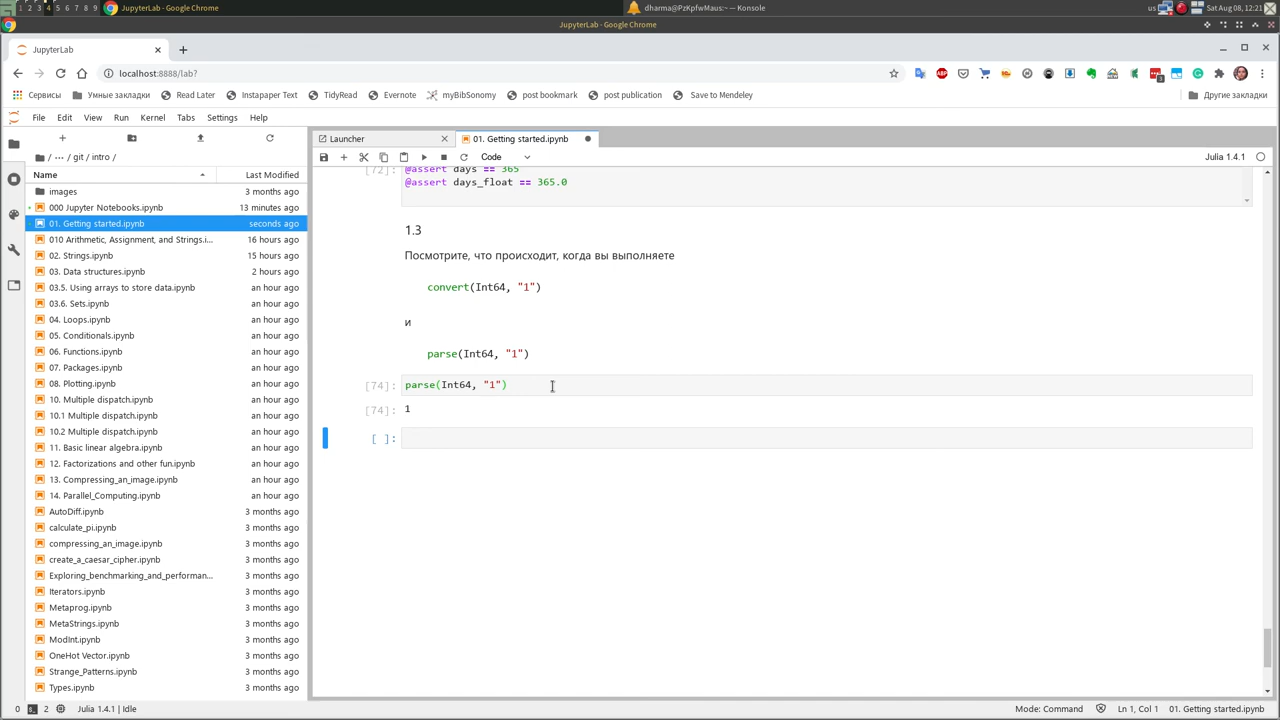 1 2 3 4 5 6 7 8 9 JupyterLab - Google Chrome dharma@PzKpfwMaus:~ — Konsole us Sat Aug 08, 12:21
JupyterLab - Google Chrome
JupyterLab
localhost:8888/lab?
Сервисы Умные закладки Read Later Instapaper Text TidyRead Evernote myBibSonomy post bookmark post publication Save to Mendeley Другие закладки
File Edit View Run Kernel Tabs Settings Help
/ ··· / git / intro /
Name Last Modified
images 3 months ago
000 Jupyter Notebooks.ipynb 13 minutes ago
01. Getting started.ipynb seconds ago
010 Arithmetic, Assignment, and Strings.i... 16 hours ago
02. Strings.ipynb 15 hours ago
03. Data structures.ipynb 2 hours ago
03.5. Using arrays to store data.ipynb an hour ago
03.6. Sets.ipynb an hour ago
04. Loops.ipynb an hour ago
05. Conditionals.ipynb an hour ago
06. Functions.ipynb an hour ago
07. Packages.ipynb an hour ago
08. Plotting.ipynb an hour ago
10. Multiple dispatch.ipynb an hour ago
10.1 Multiple dispatch.ipynb an hour ago
10.2 Multiple dispatch.ipynb an hour ago
11. Basic linear algebra.ipynb an hour ago
12. Factorizations and other fun.ipynb an hour ago
13. Compressing_an_image.ipynb an hour ago
14. Parallel_Computing.ipynb an hour ago
AutoDiff.ipynb 3 months ago
calculate_pi.ipynb 3 months ago
compressing_an_image.ipynb 3 months ago
create_a_caesar_cipher.ipynb 3 months ago
Exploring_benchmarking_and_performan... 3 months ago
Iterators.ipynb 3 months ago
Metaprog.ipynb 3 months ago
MetaStrings.ipynb 3 months ago
ModInt.ipynb 3 months ago
OneHot Vector.ipynb 3 months ago
Strange_Patterns.ipynb 3 months ago
Types.ipynb 3 months ago
Launcher 01. Getting started.ipynb
Code Julia 1.4.1
[72]: @assert days == 365
@assert days_float == 365.0
1.3
Посмотрите, что происходит, когда вы выполняете
convert(Int64, "1")
и
parse(Int64, "1")
[74]: parse(Int64, "1")
[74]: 1
[ ]:
0 2 Julia 1.4.1 | Idle Mode: Command Ln 1, Col 1 01. Getting started.ipynb